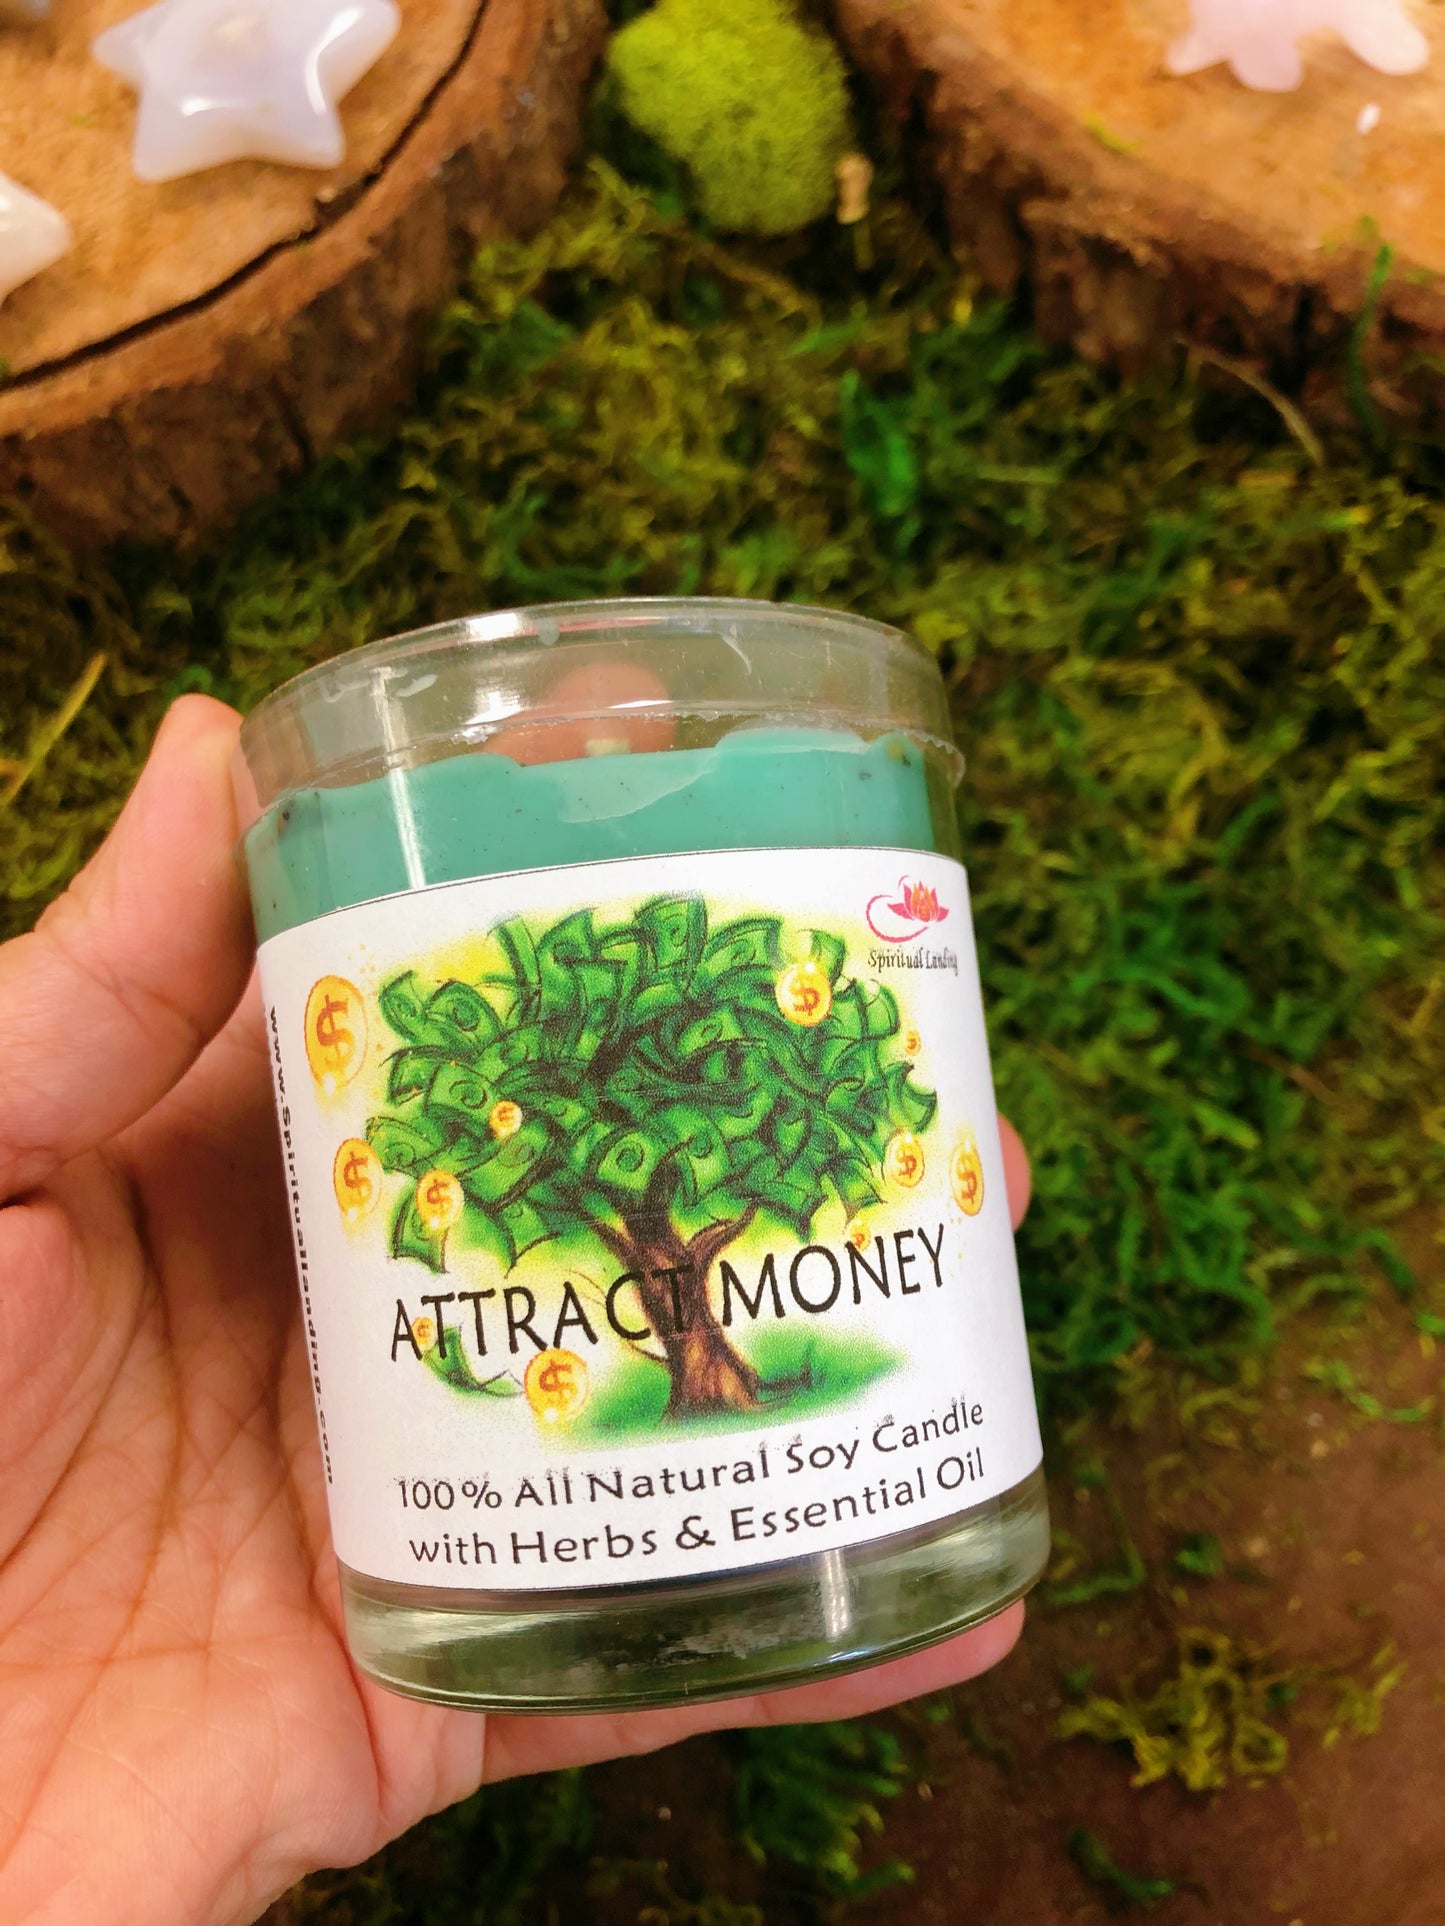 Spiritual Landing
www.Spirituallanding.com
ATTRACT MONEY
100% All Natural Soy Candle
with Herbs & Essential Oil